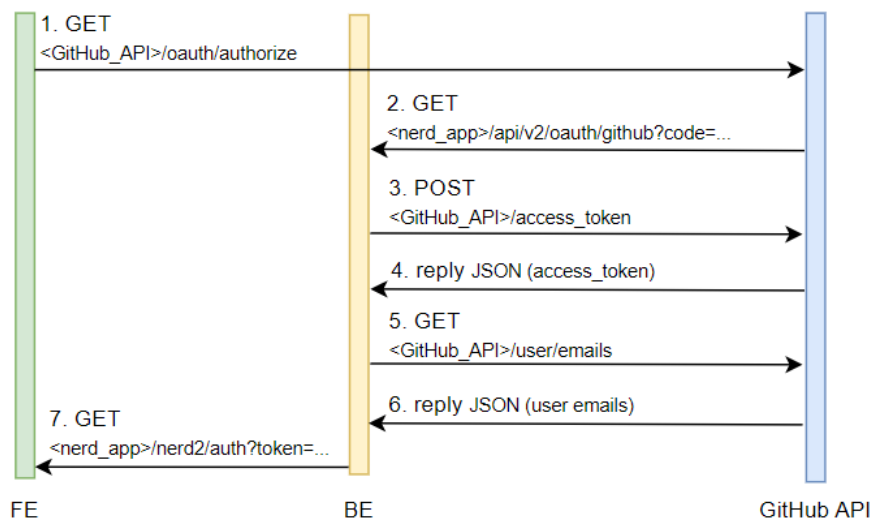 1. GET
<GitHub_API>/oauth/authorize
2. GET
<nerd_app>/api/v2/oauth/github?code=...
3. POST
<GitHub_API>/access_token
4. reply JSON (access_token)
5. GET
<GitHub_API>/user/emails
6. reply JSON (user emails)
7. GET
<nerd_app>/nerd2/auth?token=...
FE
BE
GitHub API